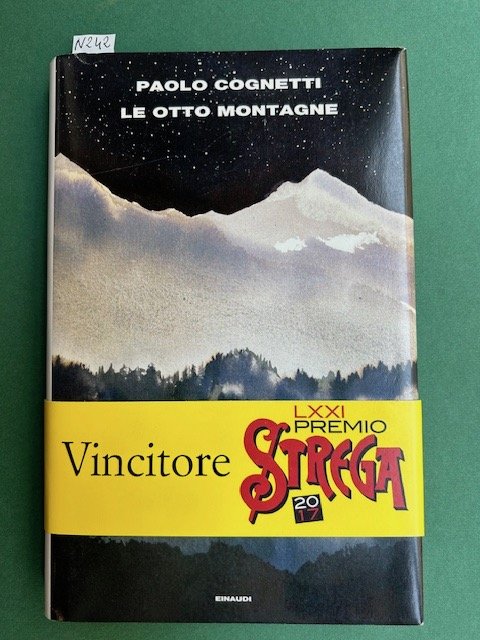 N242
PAOLO COGNETTI
LE OTTO MONTAGNE
LXXI
PREMIO
Vincitore STREGA
20
17
EINAUDI